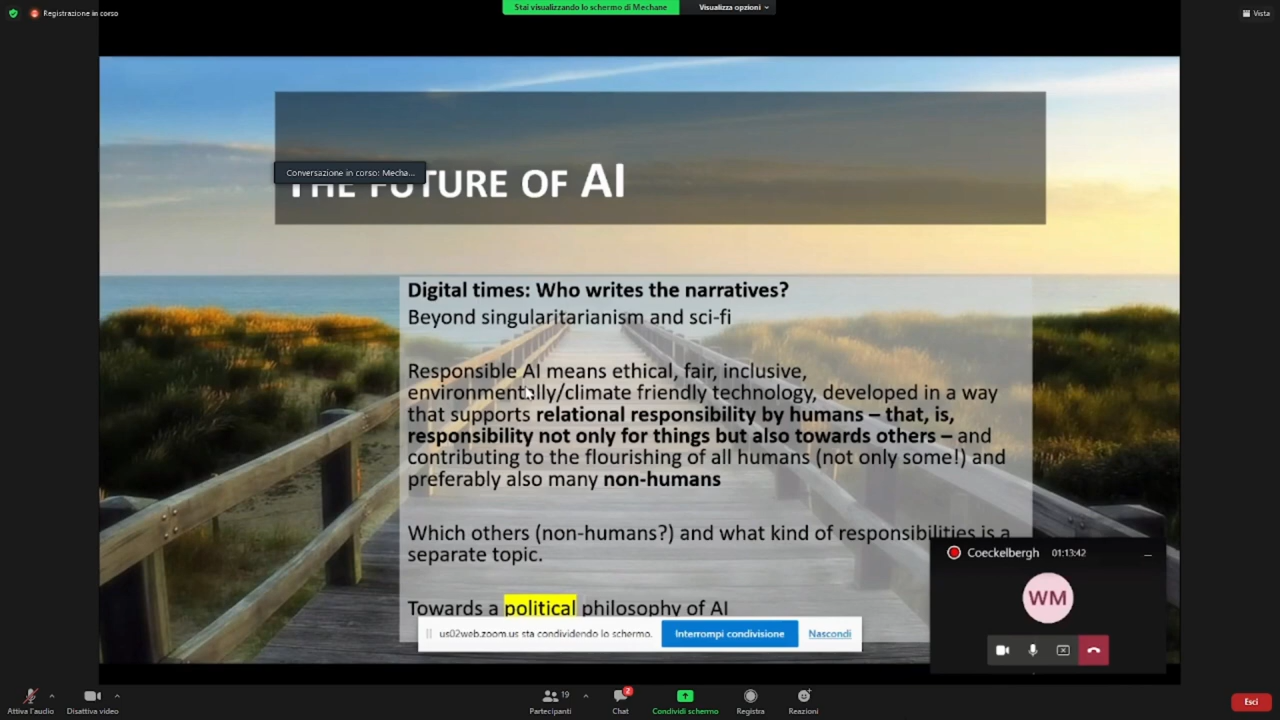 Registrazione in corso
Stai visualizzando lo schermo di Mechane
Visualizza opzioni
Vista
Conversazione in corso: Mecha...
THE FUTURE OF AI
Digital times: Who writes the narratives?
Beyond singularitarianism and sci-fi
Responsible AI means ethical, fair, inclusive,
environmentally/climate friendly technology, developed in a way
that supports relational responsibility by humans – that, is,
responsibility not only for things but also towards others – and
contributing to the flourishing of all humans (not only some!) and
preferably also many non-humans
Which others (non-humans?) and what kind of responsibilities is a
separate topic.
Towards a political philosophy of AI
Coeckelbergh 01:13:42
WM
us02web.zoom.us sta condividendo lo schermo.
Interrompi condivisione
Nascondi
Attiva l'audio
Disattiva video
19
Partecipanti
2
Chat
Condividi schermo
Registra
Reazioni
Esci